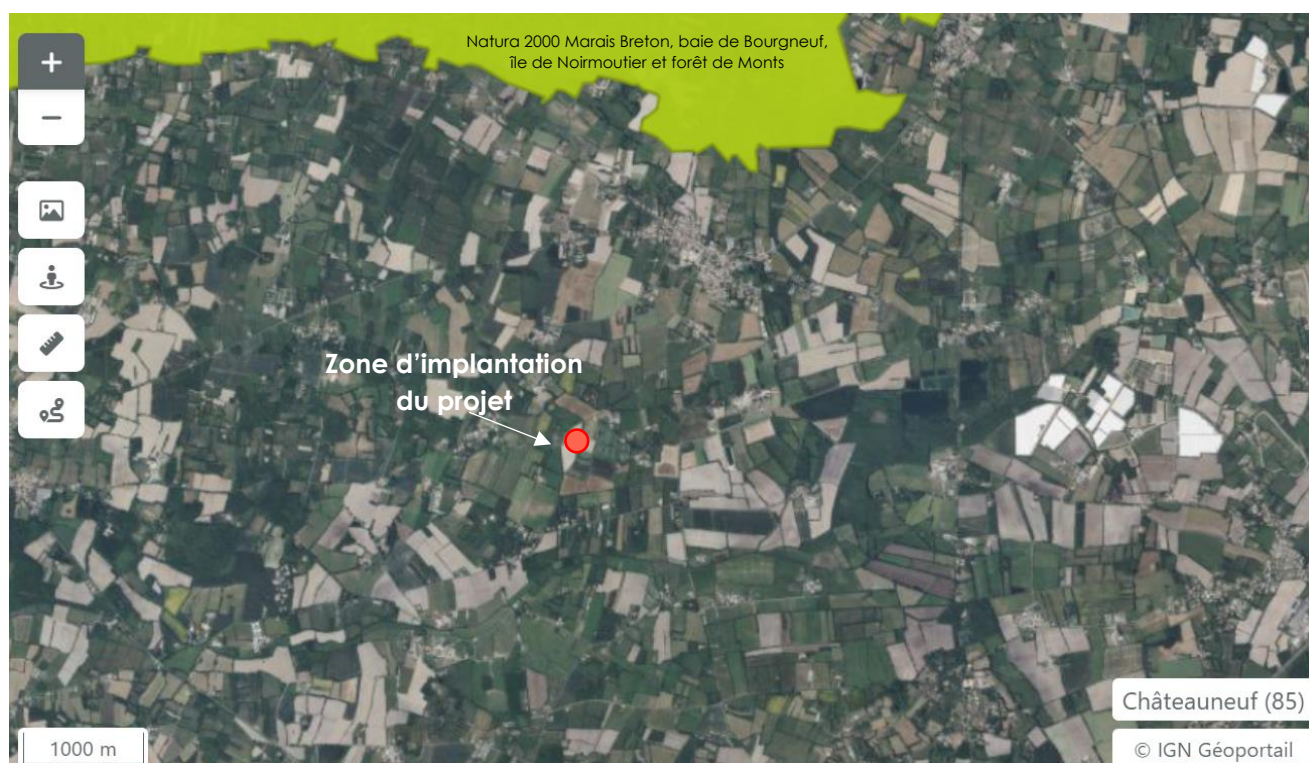 Natura 2000 Marais Breton, baie de Bourgneuf,
île de Noirmoutier et forêt de Monts
Zone d’implantation
du projet
Châteauneuf (85)
1000 m
© IGN Géoportail